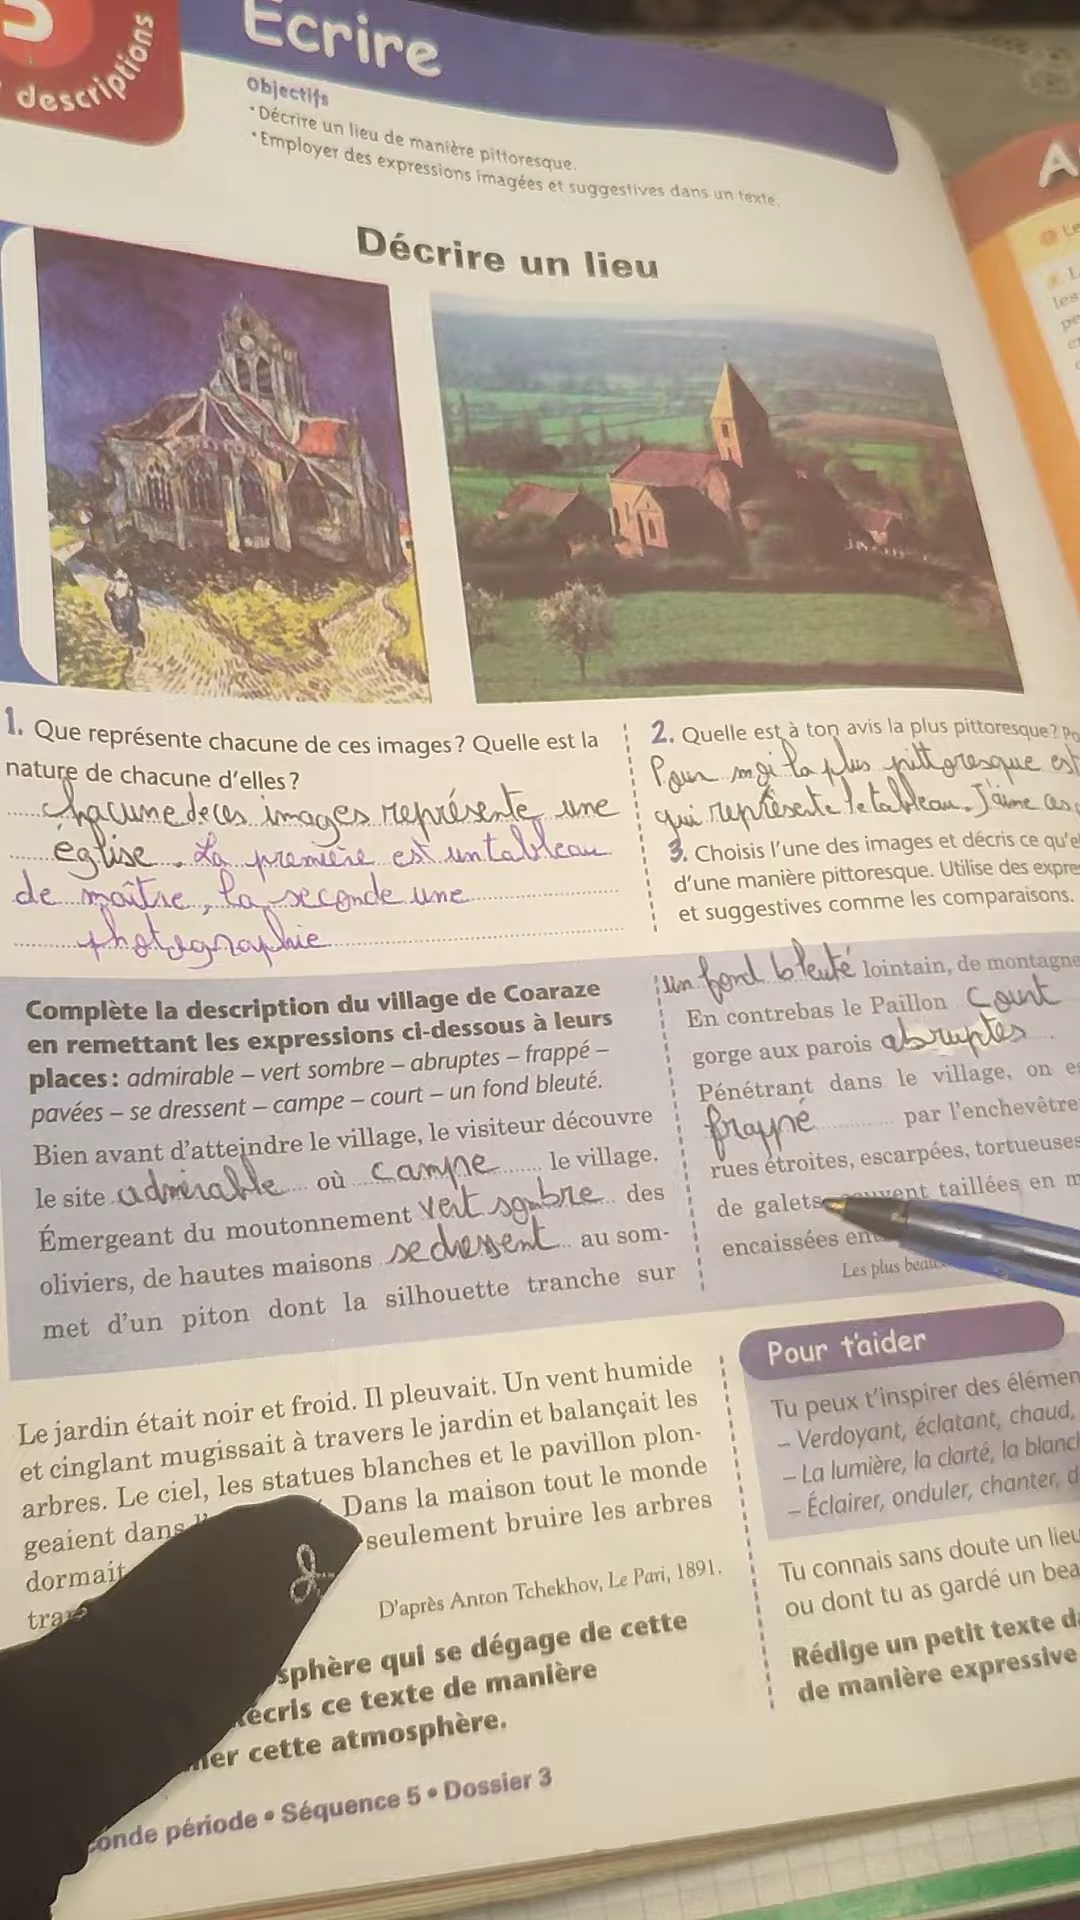 descriptions
Écrire
Objectifs
• Décrire un lieu de manière pittoresque.
• Employer des expressions imagées et suggestives dans un texte.
Décrire un lieu
1. Que représente chacune de ces images ? Quelle est la
nature de chacune d'elles ?
chacune de ces images représente une
église. La première est un tableau
de maître, la seconde une
photographie
Complète la description du village de Coaraze
en remettant les expressions ci-dessous à leurs
places : admirable – vert sombre – abruptes – frappé –
pavées – se dressent – campe – court – un fond bleuté.
Bien avant d'atteindre le village, le visiteur découvre
le site admirable où campe le village.
Émergeant du moutonnement vert sombre des
oliviers, de hautes maisons se dressent au som-
met d'un piton dont la silhouette tranche sur
Le jardin était noir et froid. Il pleuvait. Un vent humide
et cinglant mugissait à travers le jardin et balançait les
arbres. Le ciel, les statues blanches et le pavillon plon-
geaient dans Dans la maison tout le monde
dormait seulement bruire les arbres
D'après Anton Tchekhov, Le Pari, 1891.
sphère qui se dégage de cette
écris ce texte de manière
cette atmosphère.
onde période • Séquence 5 • Dossier 3
2. Quelle est à ton avis la plus pittoresque ?
Pour moi la plus pittoresque est
qui représente le tableau. J'aime
3. Choisis l'une des images et décris ce
d'une manière pittoresque. Utilise des
et suggestives comme les comparaisons.
un fond bleuté lointain, de montagne
En contrebas le Paillon court
gorge aux parois abruptes
Pénétrant dans le village, on
frappé par
rues étroites, escarpées, tortueuses
de galets souvent taillées en
encaissées
Les plus
Pour t'aider
Tu peux t'inspirer des
– Verdoyant, éclatant, chaud,
– La lumière, la clarté, la
– Éclairer, onduler, chanter,
Tu connais sans doute un lieu
ou dont tu as gardé un
Rédige un petit texte
de manière expressive